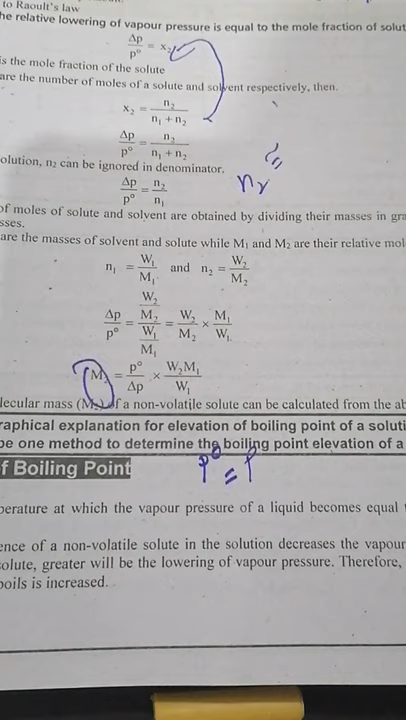 to Raoult's law
he relative lowering of vapour pressure is equal to the mole fraction of solut
Δp/p° = x₂
s the mole fraction of the solute
are the number of moles of a solute and solvent respectively, then.
x₂ = n₂/(n₁ + n₂)
Δp/p° = n₂/(n₁ + n₂)
olution, n₂ can be ignored in denominator.
Δp/p° = n₂/n₁
of moles of solute and solvent are obtained by dividing their masses in gra
sses.
are the masses of solvent and solute while M₁ and M₂ are their relative mol
n₁ = W₁/M₁ and n₂ = W₂/M₂
Δp/p° = (W₂/M₂)/(W₁/M₁) = W₂/M₂ × M₁/W₁
M₂ = p°/Δp × W₂M₁/W₁
lecular mass (M₂) of a non-volatile solute can be calculated from the ab
raphical explanation for elevation of boiling point of a soluti
be one method to determine the boiling point elevation of a
P° = P
f Boiling Point
perature at which the vapour pressure of a liquid becomes equal
ence of a non-volatile solute in the solution decreases the vapour
solute, greater will be the lowering of vapour pressure. Therefore,
boils is increased.